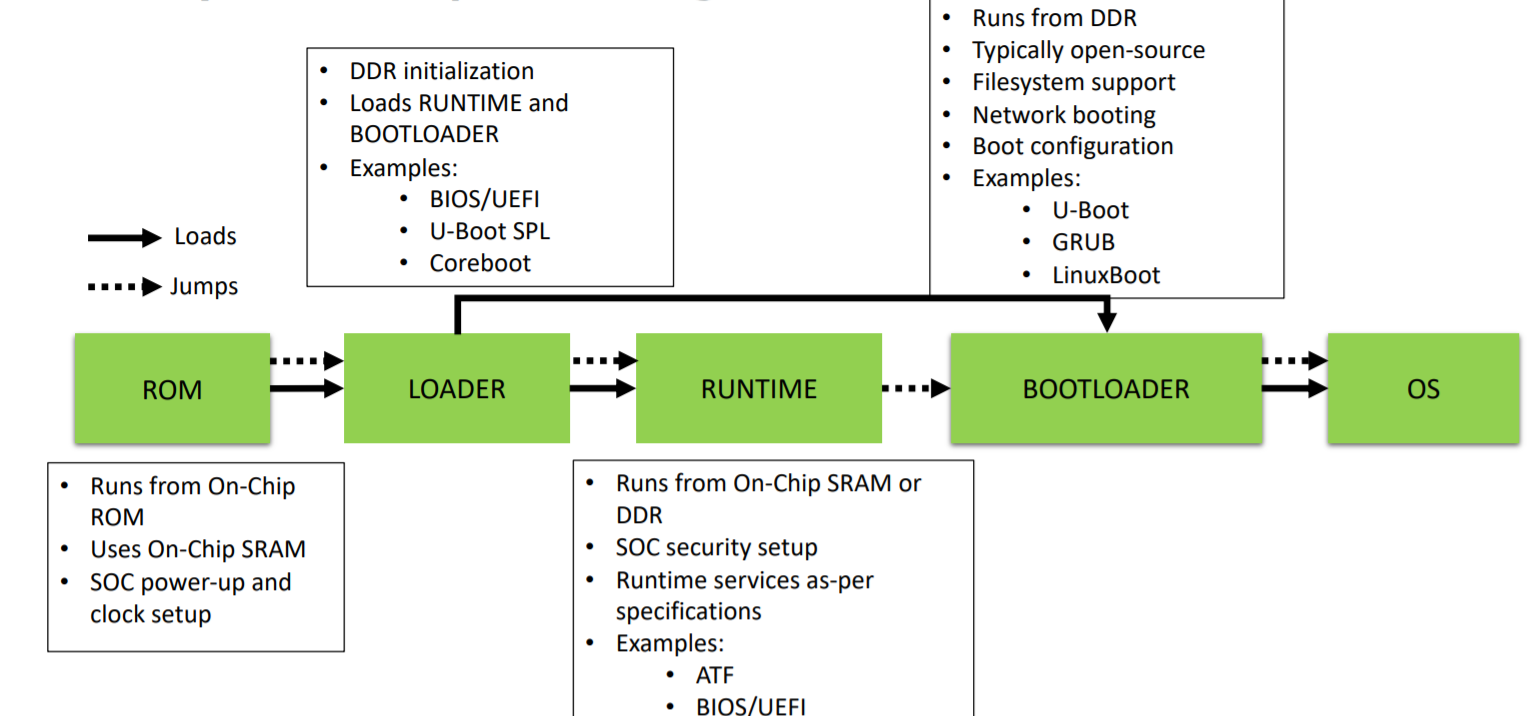 • Runs from DDR
• Typically open-source
• Filesystem support
• Network booting
• Boot configuration
• Examples:
• U-Boot
• GRUB
• LinuxBoot
• DDR initialization
• Loads RUNTIME and
BOOTLOADER
• Examples:
• BIOS/UEFI
• U-Boot SPL
• Coreboot
Loads
Jumps
ROM
LOADER
RUNTIME
BOOTLOADER
OS
• Runs from On-Chip
ROM
• Uses On-Chip SRAM
• SOC power-up and
clock setup
• Runs from On-Chip SRAM or
DDR
• SOC security setup
• Runtime services as-per
specifications
• Examples:
• ATF
• BIOS/UEFI